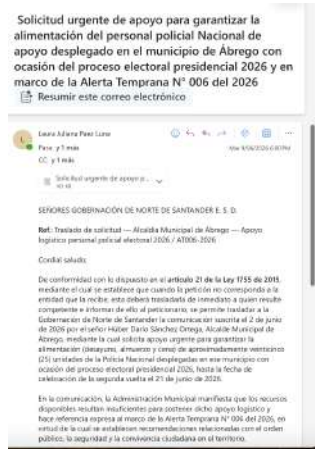 Solicitud urgente de apoyo para garantizar la
alimentación del personal policial Nacional de
apoyo desplegado en el municipio de Ábrego con
ocasión del proceso electoral presidencial 2026 y en
marco de la Alerta Temprana N° 006 del 2026
Resumir este correo electrónico
Laura Juliana Paez Luna
Para: y 1 más
CC: y 1 más
Solicitud urgente de apoyo p...
SEÑORES GOBERNACIÓN DE NORTE DE SANTANDER E. S. D.
Ref: Traslado de solicitud — Alcaldía Municipal de Ábrego — Apoyo
logístico personal policial electoral 2026 / AT006-2026
Cordial saludo.
De conformidad con lo dispuesto en el artículo 21 de la Ley 1755 de 2015,
mediante el cual se establece que cuando la petición no corresponde a la
entidad que la recibe, esta deberá trasladarla de inmediato a quien resulte
competente e informar de ello al peticionario, se permite trasladar a la
Gobernación de Norte de Santander la comunicación suscrita el 2 de junio
de 2026 por el señor Húber Darío Sánchez Ortega, Alcalde Municipal de
Ábrego, mediante la cual solicita apoyo urgente para garantizar la
alimentación (desayuno, almuerzo y cena) de aproximadamente veinticinco
(25) unidades de la Policía Nacional desplegadas en ese municipio con
ocasión del proceso electoral presidencial 2026, hasta la fecha de
celebración de la segunda vuelta el 21 de junio de 2026.
En la comunicación, la Administración Municipal manifiesta que los recursos
disponibles resultan insuficientes para sostener dicho apoyo logístico y
hace referencia expresa al marco de la Alerta Temprana N° 006 del 2026, en
virtud de la cual se establecen recomendaciones relacionadas con el orden
público, la seguridad y la convivencia ciudadana en el territorio.